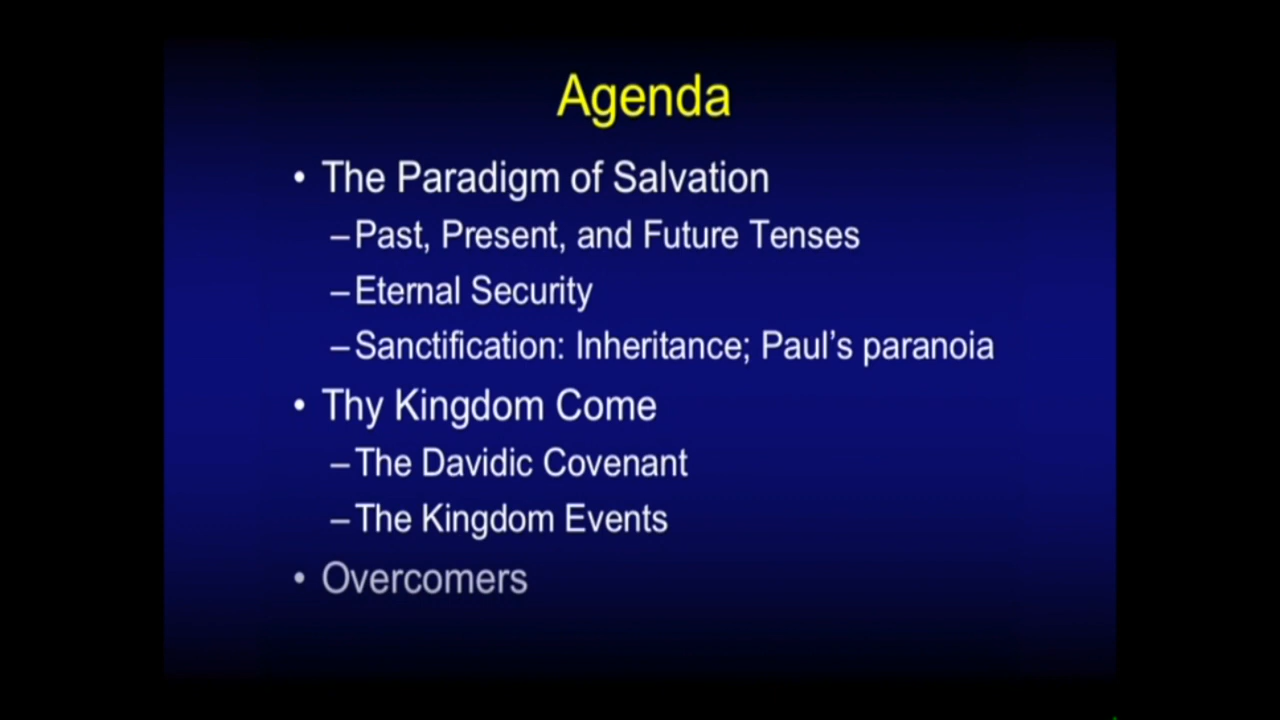 Agenda
• The Paradigm of Salvation
–Past, Present, and Future Tenses
–Eternal Security
–Sanctification: Inheritance; Paul’s paranoia
• Thy Kingdom Come
–The Davidic Covenant
–The Kingdom Events
• Overcomers